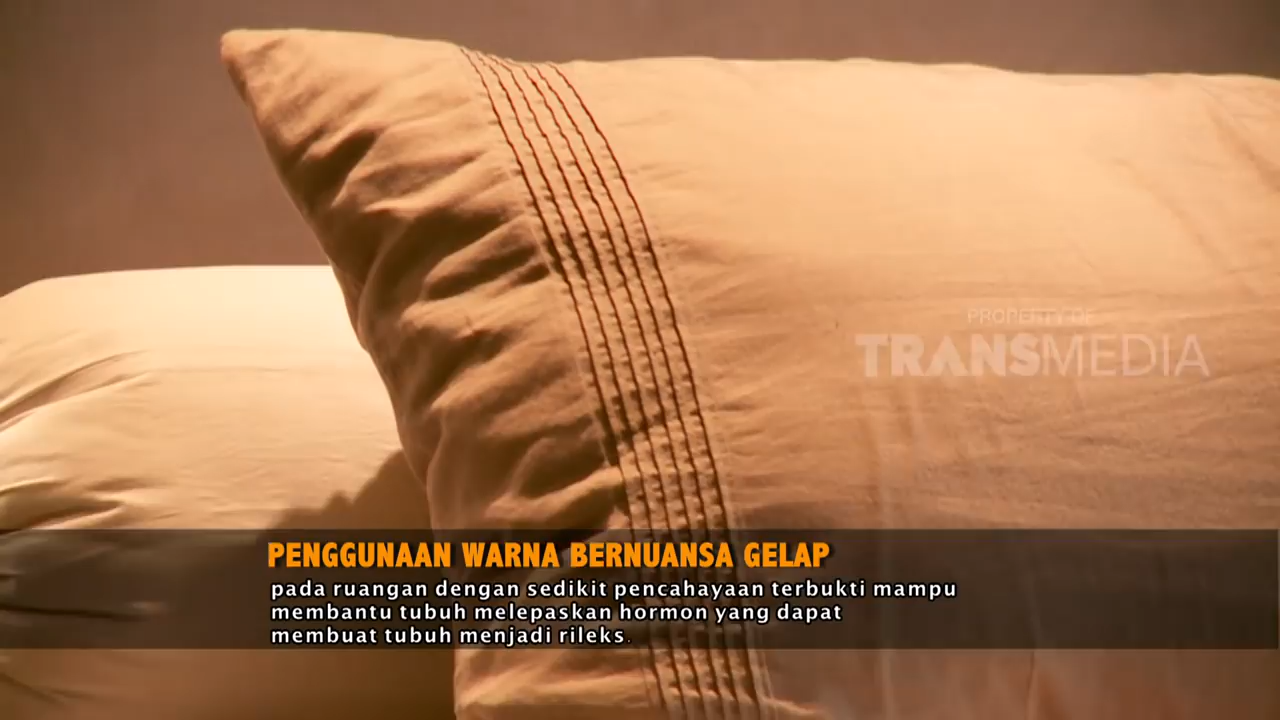 PROPERTY OF
TRANSMEDIA
PENGGUNAAN WARNA BERNUANSA GELAP
pada ruangan dengan sedikit pencahayaan terbukti mampu
membantu tubuh melepaskan hormon yang dapat
membuat tubuh menjadi rileks.